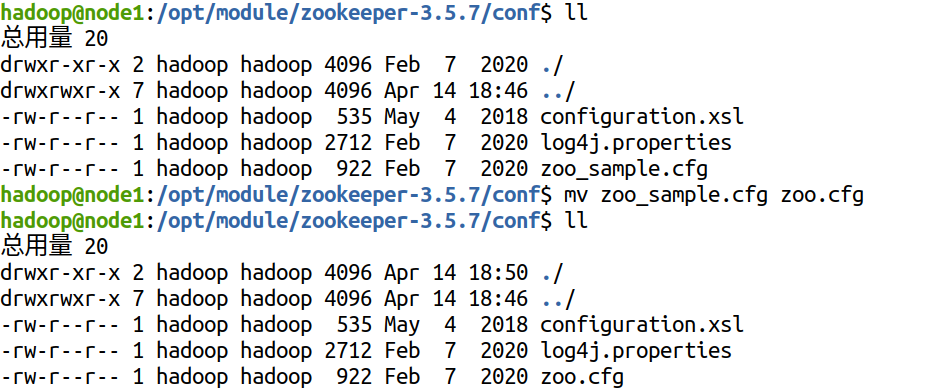 hadoop@node1:/opt/module/zookeeper-3.5.7/conf$ ll
总用量 20
drwxr-xr-x 2 hadoop hadoop 4096 Feb  7  2020 ./
drwxrwxr-x 7 hadoop hadoop 4096 Apr 14 18:46 ../
-rw-r--r-- 1 hadoop hadoop  535 May  4  2018 configuration.xsl
-rw-r--r-- 1 hadoop hadoop 2712 Feb  7  2020 log4j.properties
-rw-r--r-- 1 hadoop hadoop  922 Feb  7  2020 zoo_sample.cfg
hadoop@node1:/opt/module/zookeeper-3.5.7/conf$ mv zoo_sample.cfg zoo.cfg
hadoop@node1:/opt/module/zookeeper-3.5.7/conf$ ll
总用量 20
drwxr-xr-x 2 hadoop hadoop 4096 Apr 14 18:50 ./
drwxrwxr-x 7 hadoop hadoop 4096 Apr 14 18:46 ../
-rw-r--r-- 1 hadoop hadoop  535 May  4  2018 configuration.xsl
-rw-r--r-- 1 hadoop hadoop 2712 Feb  7  2020 log4j.properties
-rw-r--r-- 1 hadoop hadoop  922 Feb  7  2020 zoo.cfg